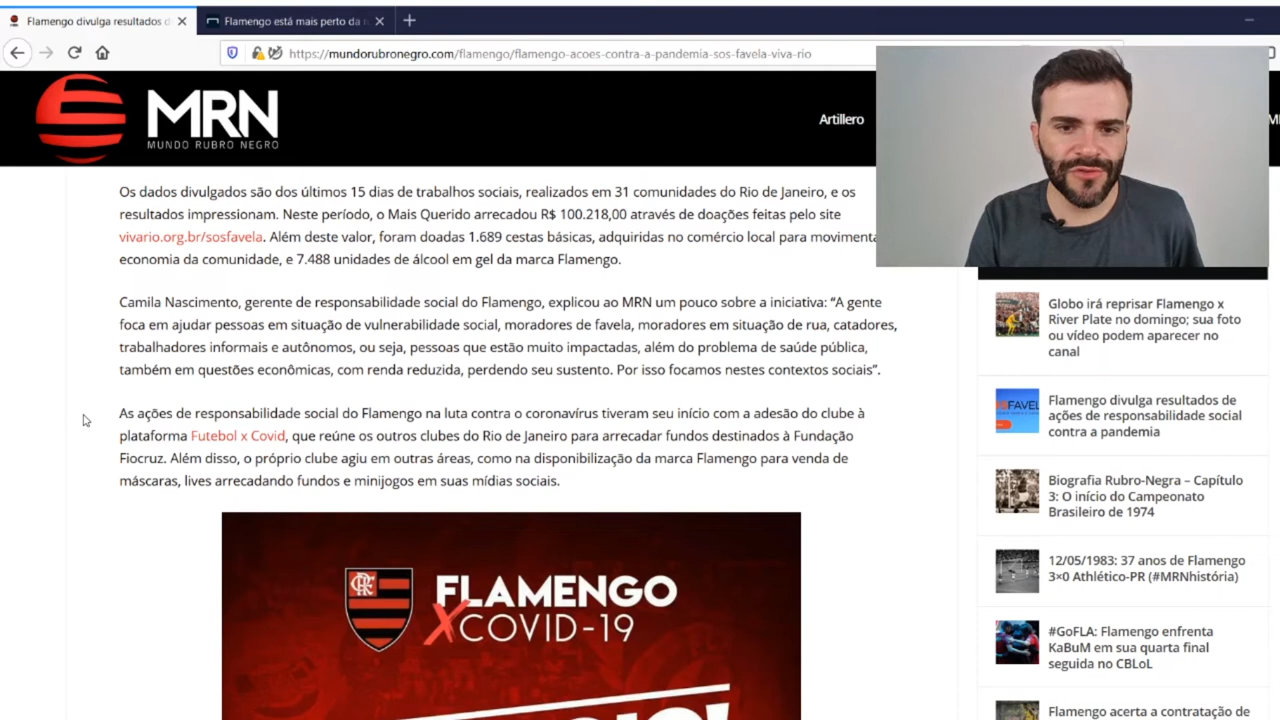 Flamengo divulga resultados d
Flamengo está mais perto da
https://mundorubronegro.com/flamengo/flamengo-acoes-contra-a-pandemia-sos-favela-viva-rio
MRN
MUNDO RUBRO NEGRO
Artillero
Os dados divulgados são dos últimos 15 dias de trabalhos sociais, realizados em 31 comunidades do Rio de Janeiro, e os
resultados impressionam. Neste período, o Mais Querido arrecadou R$ 100.218,00 através de doações feitas pelo site
vivario.org.br/sosfavela. Além deste valor, foram doadas 1.689 cestas básicas, adquiridas no comércio local para movimenta
economia da comunidade, e 7.488 unidades de álcool em gel da marca Flamengo.
Camila Nascimento, gerente de responsabilidade social do Flamengo, explicou ao MRN um pouco sobre a iniciativa: “A gente
foca em ajudar pessoas em situação de vulnerabilidade social, moradores de favela, moradores em situação de rua, catadores,
trabalhadores informais e autônomos, ou seja, pessoas que estão muito impactadas, além do problema de saúde pública,
também em questões econômicas, com renda reduzida, perdendo seu sustento. Por isso focamos nestes contextos sociais”.
As ações de responsabilidade social do Flamengo na luta contra o coronavírus tiveram seu início com a adesão do clube à
plataforma Futebol x Covid, que reúne os outros clubes do Rio de Janeiro para arrecadar fundos destinados à Fundação
Fiocruz. Além disso, o próprio clube agiu em outras áreas, como na disponibilização da marca Flamengo para venda de
máscaras, lives arrecadando fundos e minijogos em suas mídias sociais.
FLAMENGO
X COVID-19
Globo irá reprisar Flamengo x
River Plate no domingo; sua foto
ou vídeo podem aparecer no
canal
Flamengo divulga resultados de
ações de responsabilidade social
contra a pandemia
Biografia Rubro-Negra – Capítulo
3: O início do Campeonato
Brasileiro de 1974
12/05/1983: 37 anos de Flamengo
3×0 Athlético-PR (#MRNhistória)
#GoFLA: Flamengo enfrenta
KaBuM em sua quarta final
seguida no CBLoL
Flamengo acerta a contratação de